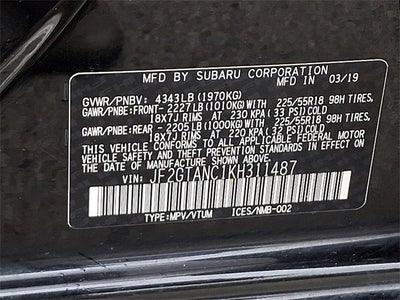 MFD BY SUBARU CORPORATION 03/19
GVWR/PNBV: 4343LB (1970KG)
GAWR/PNBE:FRONT- 2227LB(1010KG)WITH 225/55R18 98H TIRES,
18X7J RIMS, AT 230 KPA (33 PSI)COLD
GAWR/PNBE:REAR - 2205LB(1000KG)WITH 225/55R18 98H TIRES,
18X7J RIMS, AT 220 KPA (32 PSI)COLD
THIS VEHICLE CONFORMS TO ALL APPLICABLE
FEDERAL MOTOR VEHICLE SAFETY, BUMPER, AND
THEFT PREVENTION STANDARDS IN EFFECT ON THE
DATE OF MANUFACTURE SHOWN ABOVE.
VIN: JF2GTANC1KH311487
TYPE:MPV/VTUM ICES/NMB-002